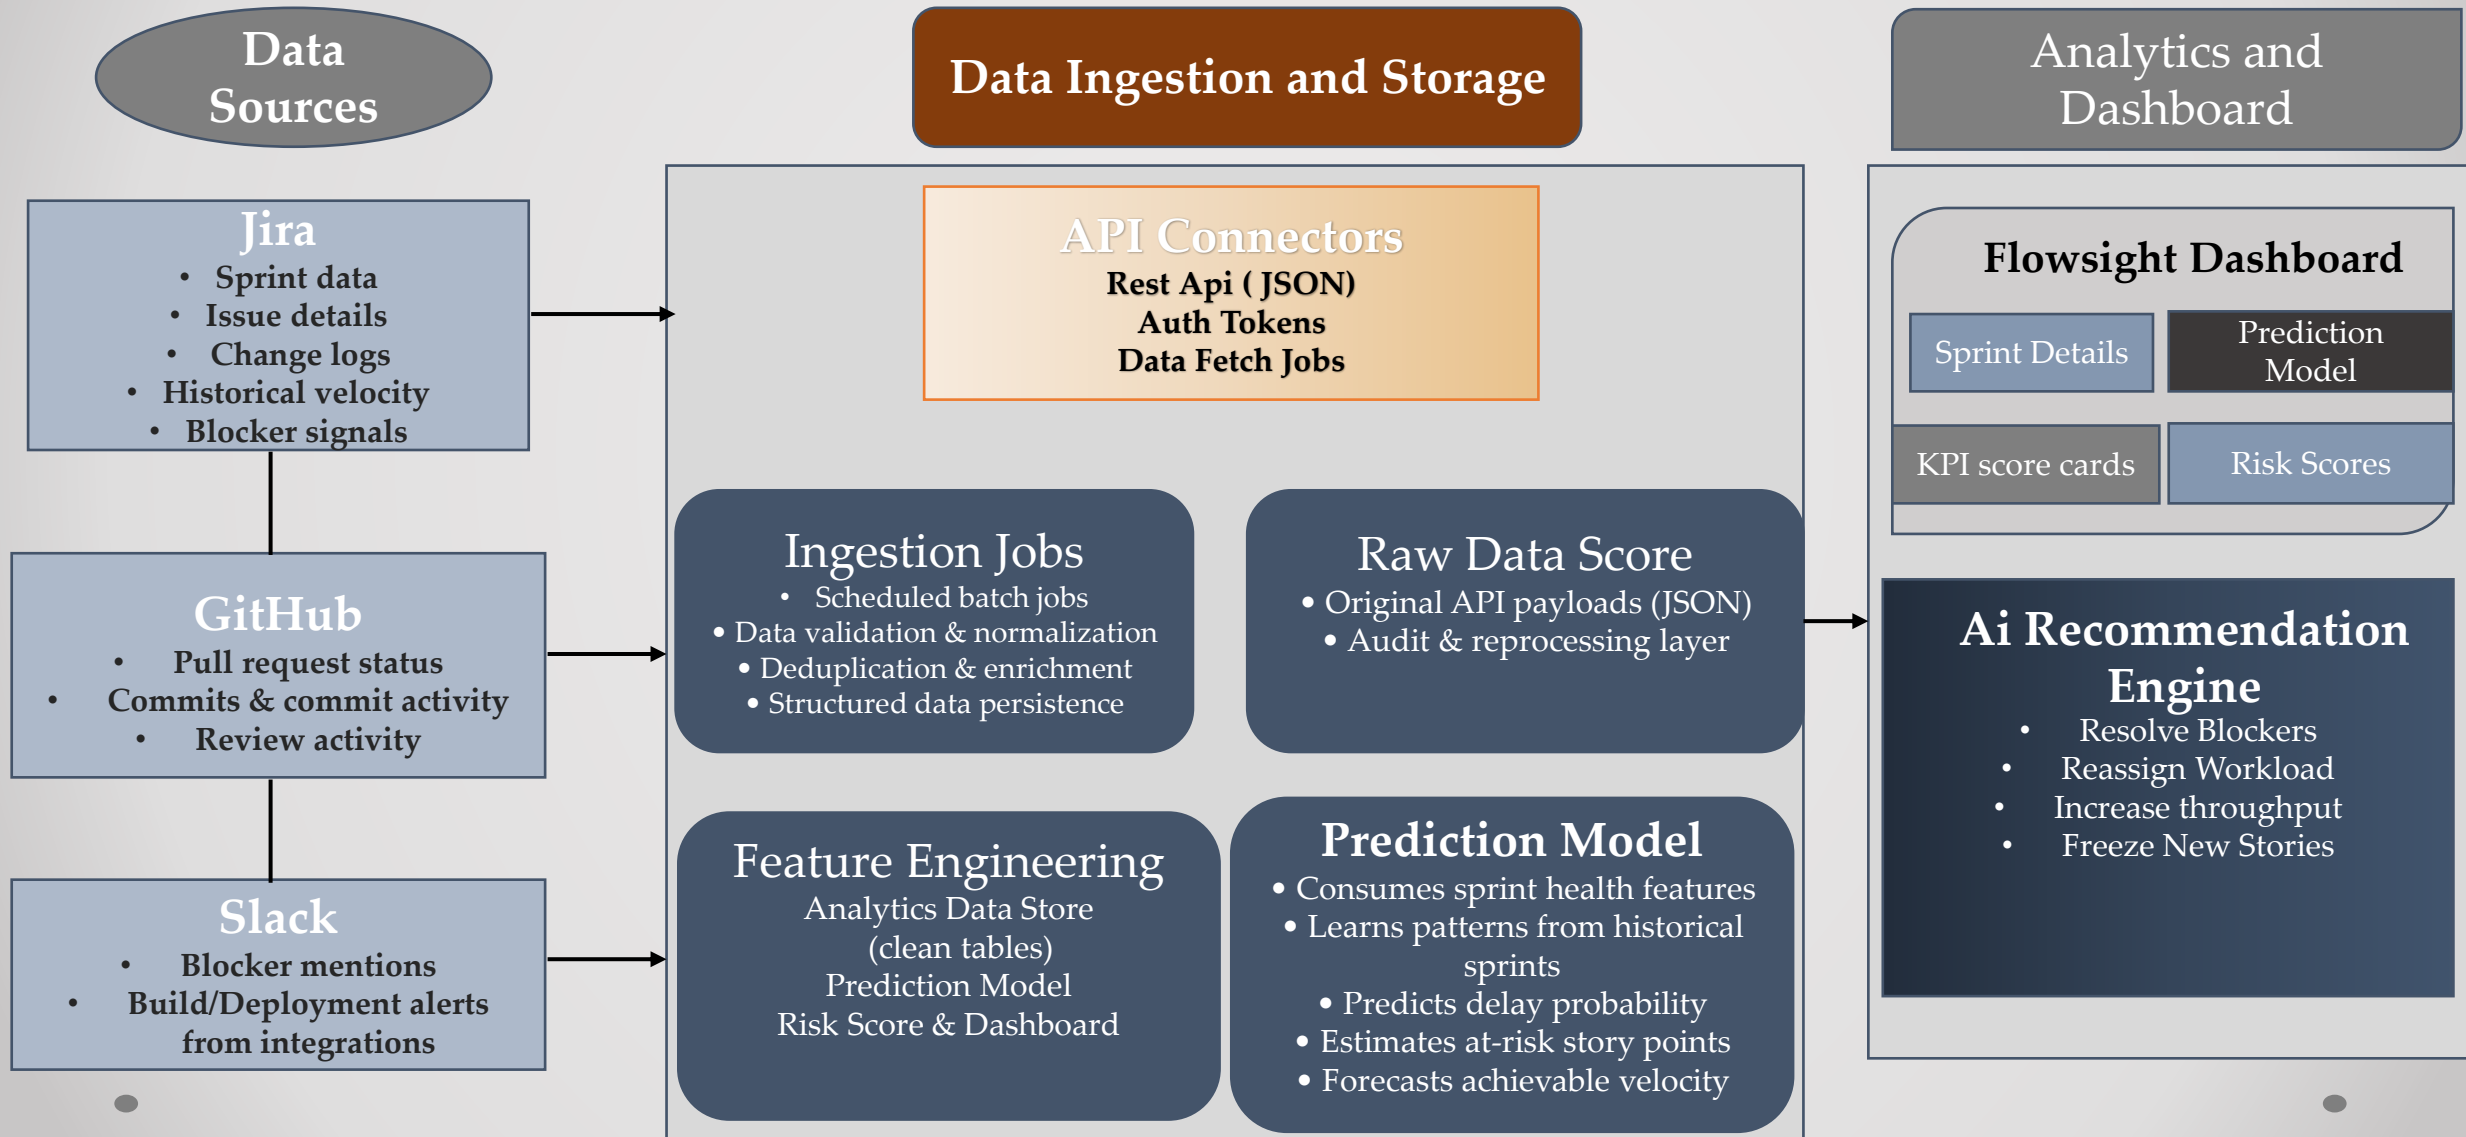 Data
Sources
Data Ingestion and Storage
Analytics and
Dashboard
Jira
• Sprint data
• Issue details
• Change logs
• Historical velocity
• Blocker signals
GitHub
• Pull request status
• Commits & commit activity
• Review activity
Slack
• Blocker mentions
• Build/Deployment alerts
from integrations
API Connectors
Rest Api ( JSON)
Auth Tokens
Data Fetch Jobs
Ingestion Jobs
• Scheduled batch jobs
• Data validation & normalization
• Deduplication & enrichment
• Structured data persistence
Raw Data Score
• Original API payloads (JSON)
• Audit & reprocessing layer
Feature Engineering
Analytics Data Store
(clean tables)
Prediction Model
Risk Score & Dashboard
Prediction Model
• Consumes sprint health features
• Learns patterns from historical
sprints
• Predicts delay probability
• Estimates at-risk story points
• Forecasts achievable velocity
Flowsight Dashboard
Sprint Details
Prediction
Model
KPI score cards
Risk Scores
Ai Recommendation
Engine
• Resolve Blockers
• Reassign Workload
• Increase throughput
• Freeze New Stories